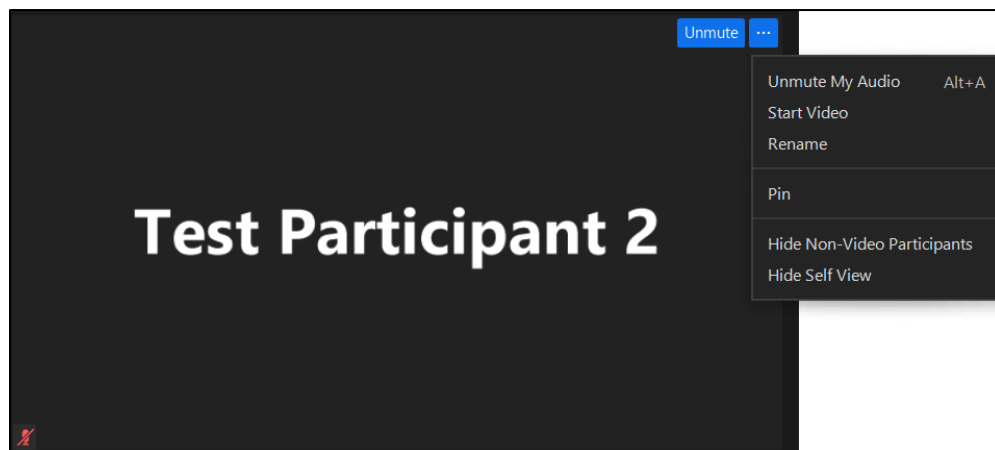 Unmute ...
Unmute My Audio Alt+A
Start Video
Rename
Pin
Test Participant 2
Hide Non-Video Participants
Hide Self View